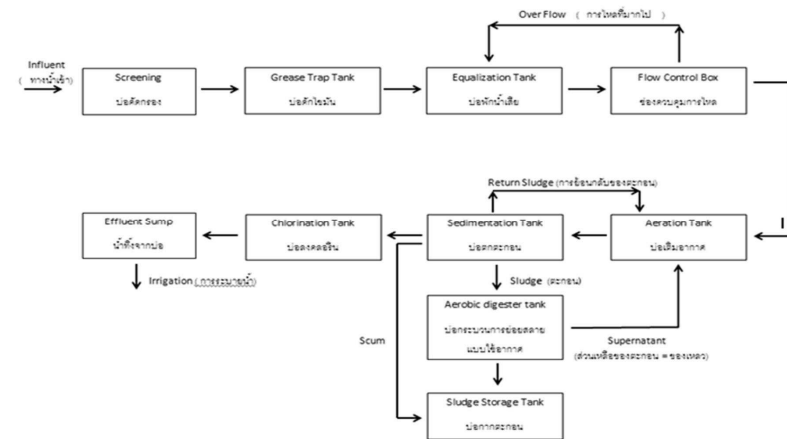 Over Flow ( การไหลที่มากไป )
Influent
( ทางน้ำเข้า)
Screening
บ่อดักกรอง
Grease Trap Tank
บ่อดักไขมัน
Equalization Tank
บ่อพักน้ำเสีย
Flow Control Box
ช่องควบคุมการไหล
Return Sludge (การย้อนกลับของตะกอน)
Effluent Sump
น้ำทิ้งจากบ่อ
Chlorination Tank
บ่อลงคลอรีน
Sedimentation Tank
บ่อตกตะกอน
Aeration Tank
บ่อเติมอากาศ
Irrigation ( การระบายน้ำ)
Sludge (ตะกอน)
Aerobic digester tank
บ่อกระบวนการย่อยสลาย
แบบใช้อากาศ
Scum
Supernatant
(ส่วนเหลือของตะกอน = ของเหลว)
Sludge Storage Tank
บ่อกากตะกอน